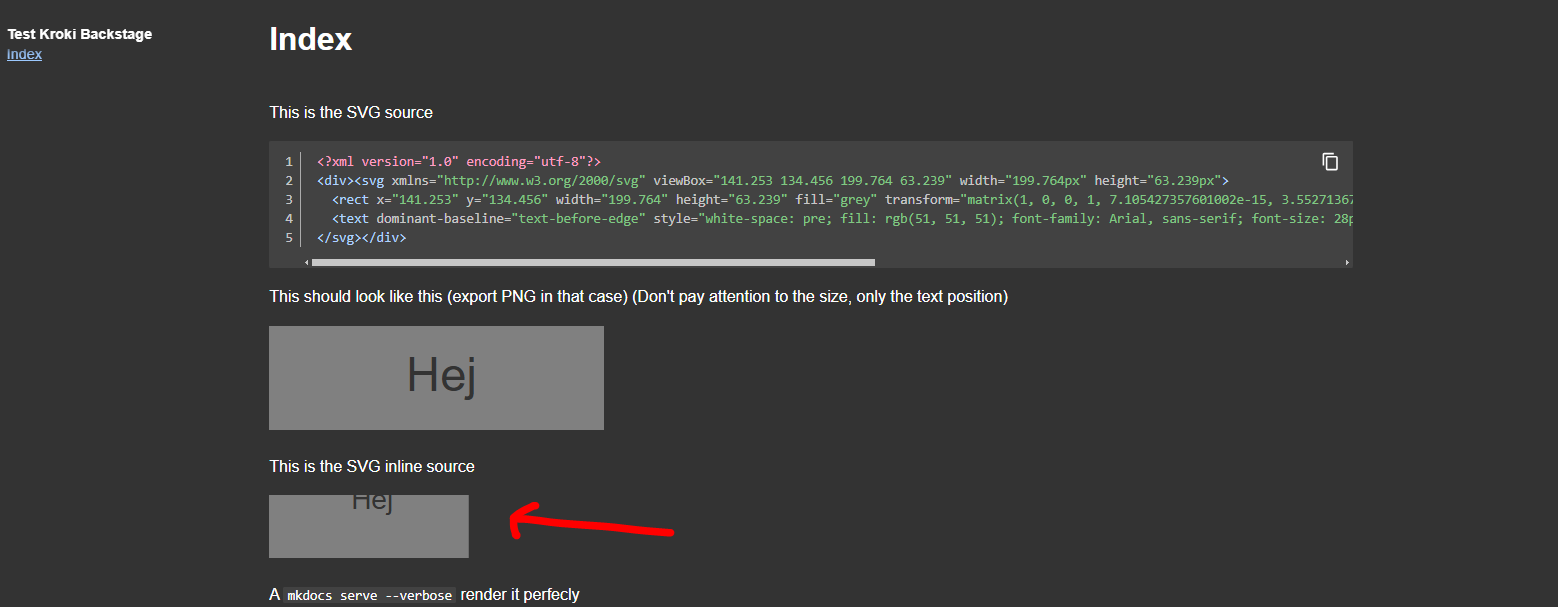 Test Kroki Backstage
Index
Index
This is the SVG source
1 <?xml version="1.0" encoding="utf-8"?>
2 <div><svg xmlns="http://www.w3.org/2000/svg" viewBox="141.253 134.456 199.764 63.239" width="199.764px" height="63.239px">
3 <rect x="141.253" y="134.456" width="199.764" height="63.239" fill="grey" transform="matrix(1, 0, 0, 1, 7.105427357601002e-15, 3.55271367
4 <text dominant-baseline="text-before-edge" style="white-space: pre; fill: rgb(51, 51, 51); font-family: Arial, sans-serif; font-size: 28p
5 </svg></div>
This should look like this (export PNG in that case) (Don't pay attention to the size, only the text position)
Hej
This is the SVG inline source
Hej
A mkdocs serve --verbose render it perfecly